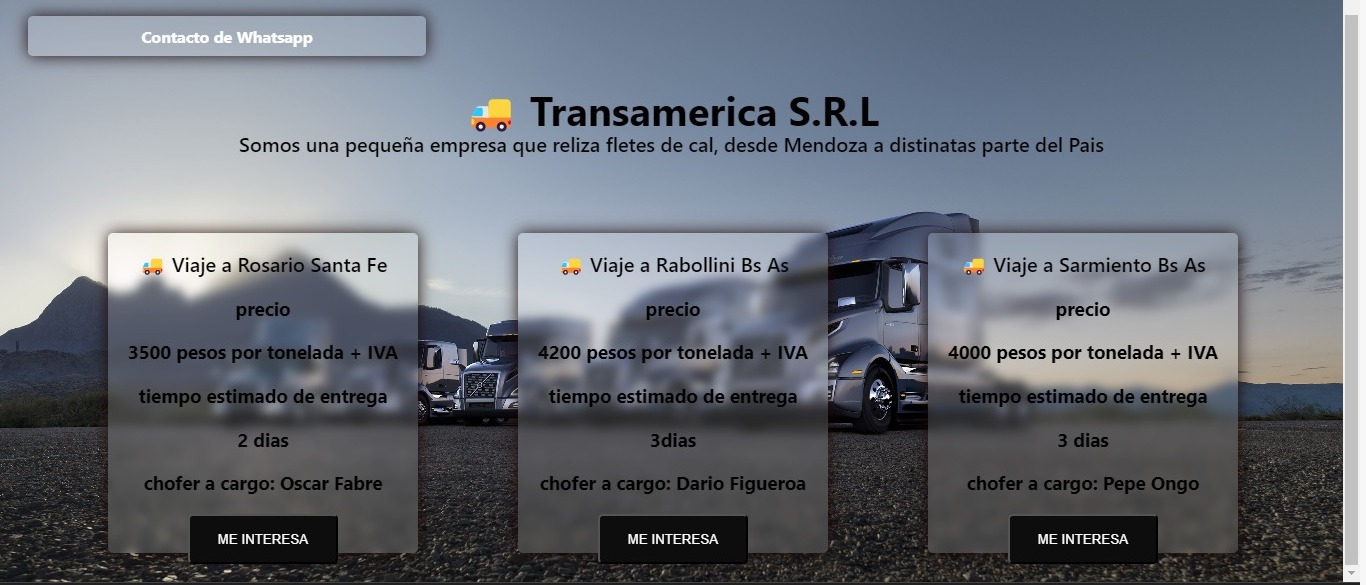 Contacto de Whatsapp
Transamerica S.R.L
Somos una pequeña empresa que reliza fletes de cal, desde Mendoza a distinatas parte del Pais
Viaje a Rosario Santa Fe
precio
3500 pesos por tonelada + IVA
tiempo estimado de entrega
2 dias
chofer a cargo: Oscar Fabre
ME INTERESA
Viaje a Rabollini Bs As
precio
4200 pesos por tonelada + IVA
tiempo estimado de entrega
3dias
chofer a cargo: Dario Figueroa
ME INTERESA
Viaje a Sarmiento Bs As
precio
4000 pesos por tonelada + IVA
tiempo estimado de entrega
3 dias
chofer a cargo: Pepe Ongo
ME INTERESA